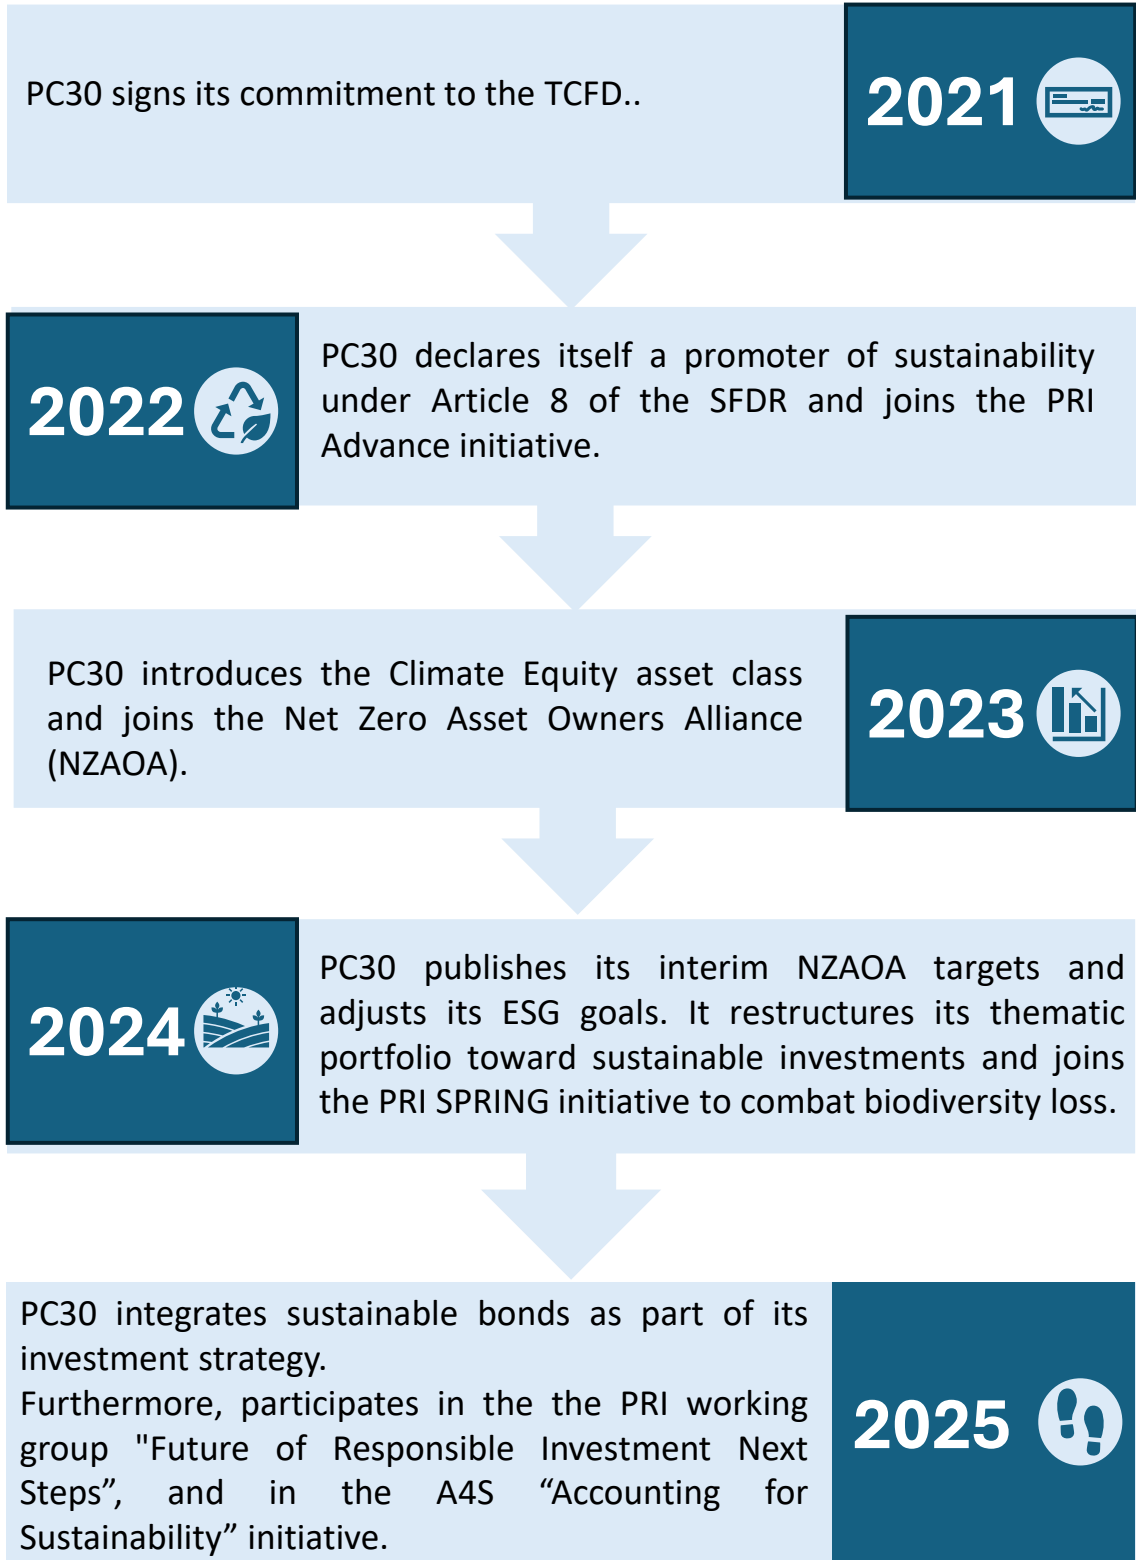 PC30 signs its commitment to the TCFD..
2021
2022
PC30 declares itself a promoter of sustainability
under Article 8 of the SFDR and joins the PRI
Advance initiative.
PC30 introduces the Climate Equity asset class
and joins the Net Zero Asset Owners Alliance
(NZAOA).
2023
2024
PC30 publishes its interim NZAOA targets and
adjusts its ESG goals. It restructures its thematic
portfolio toward sustainable investments and joins
the PRI SPRING initiative to combat biodiversity loss.
PC30 integrates sustainable bonds as part of its
investment strategy.
Furthermore, participates in the the PRI working
group "Future of Responsible Investment Next
Steps”, and in the A4S “Accounting for
Sustainability” initiative.
2025